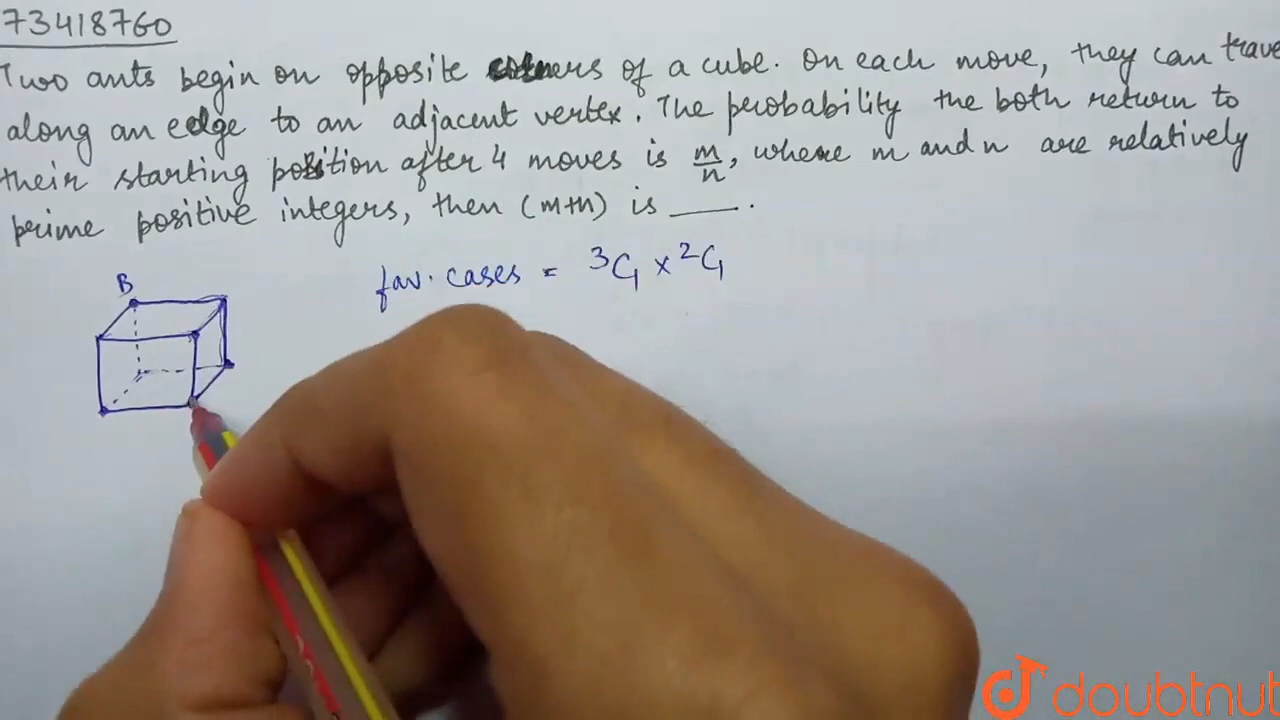 73418760
Two ants begin on opposite corners of a cube. On each move, they can trave
along an edge to an adjacent vertex. The probability the both return to
their starting position after 4 moves is m/n, where m and n are relatively
prime positive integers, then (m+n) is ___.
fav. cases = ³C₁ × ²C₁
B
doubtnut